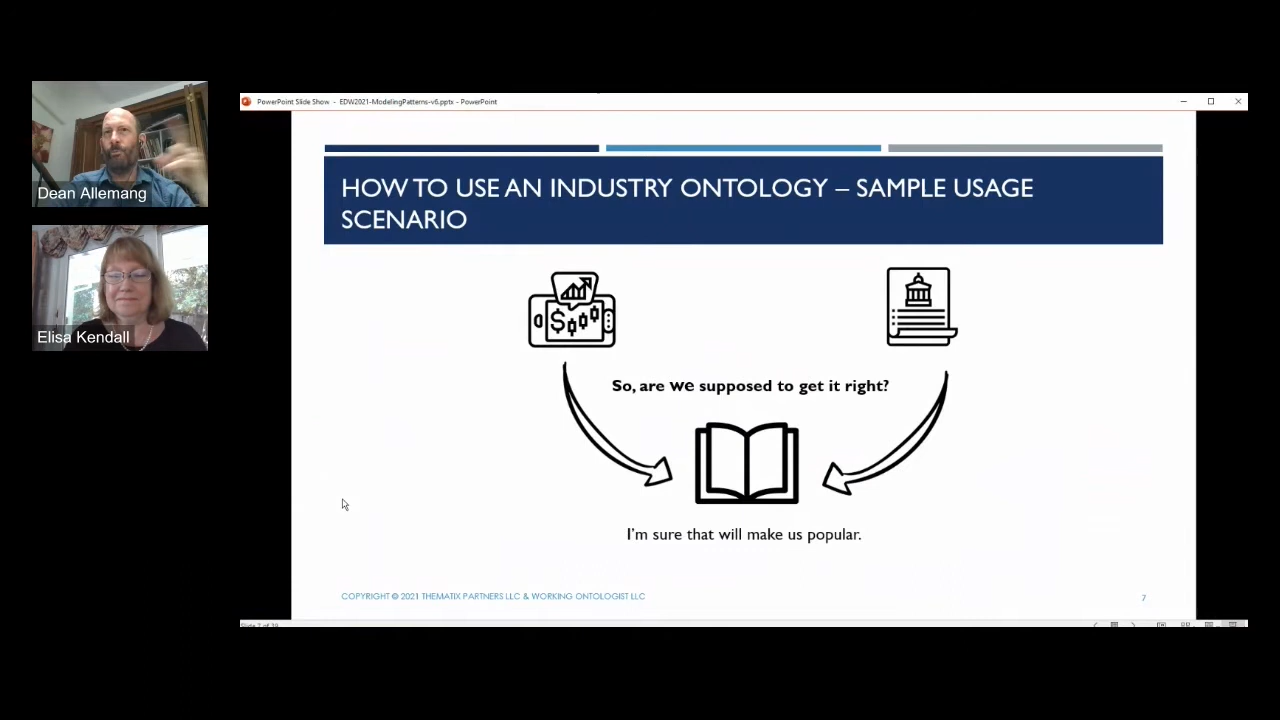 PowerPoint Slide Show - EDW2021-ModelingPatterns-v6.pptx - PowerPoint
Dean Allemang
Elisa Kendall
HOW TO USE AN INDUSTRY ONTOLOGY – SAMPLE USAGE
SCENARIO
$
So, are we supposed to get it right?
I'm sure that will make us popular.
COPYRIGHT © 2021 THEMATIX PARTNERS LLC & WORKING ONTOLOGIST LLC
7